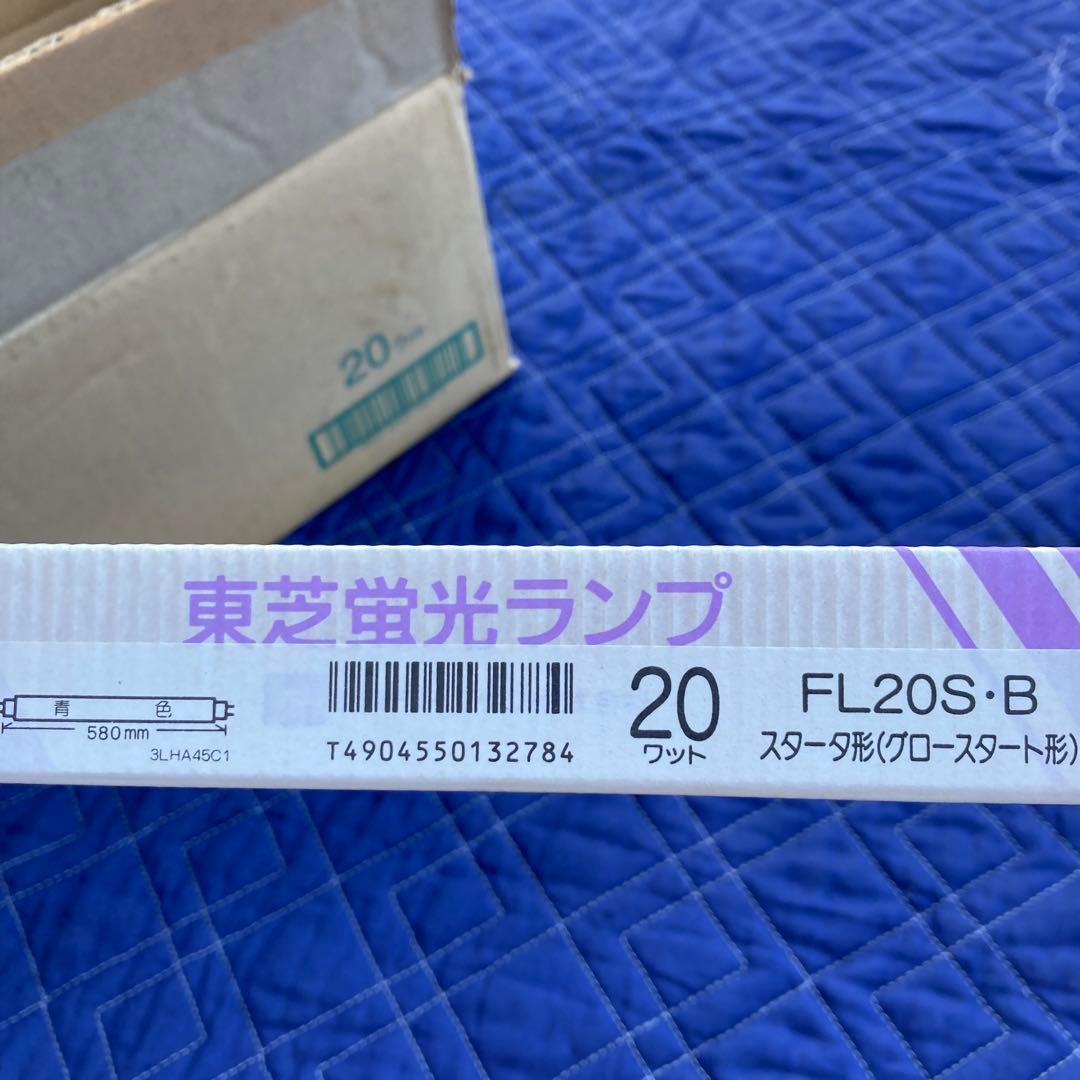 20
東芝蛍光ランプ
青色
580mm
3LHA45C1
T4904550132784
20
ワット
FL20S・B
スタータ形(グロースタート形)